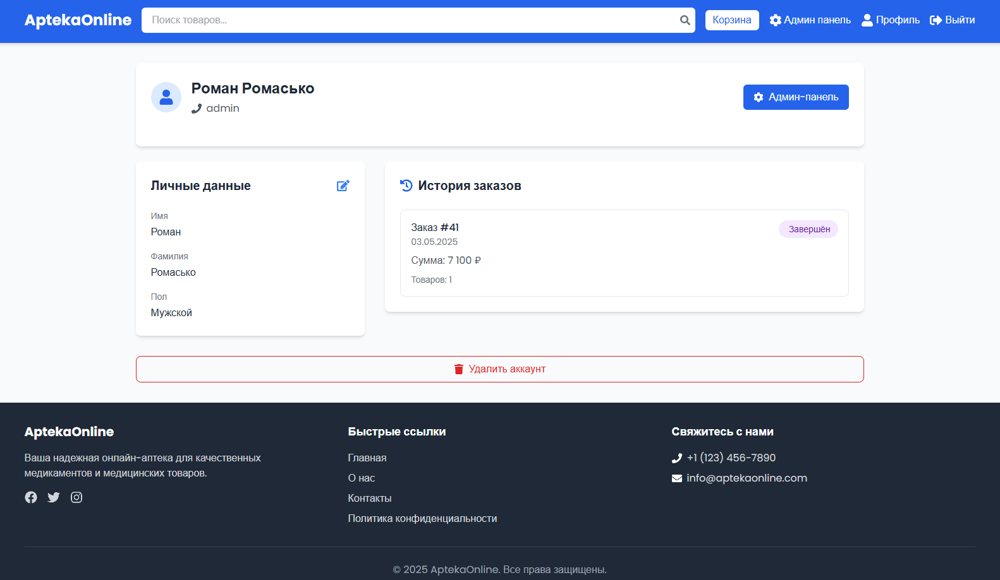 AptekaOnline
Поиск товаров...
Корзина
Админ панель
Профиль
Выйти
Роман Ромасько
admin
Админ-панель
Личные данные
Имя
Роман
Фамилия
Ромасько
Пол
Мужской
История заказов
Заказ #41
Завершён
03.05.2025
Сумма: 7 100 ₽
Товаров: 1
Удалить аккаунт
AptekaOnline
Ваша надежная онлайн-аптека для качественных
медикаментов и медицинских товаров.
Быстрые ссылки
Главная
О нас
Контакты
Политика конфиденциальности
Свяжитесь с нами
+1 (123) 456-7890
info@aptekaonline.com
© 2025 AptekaOnline. Все права защищены.